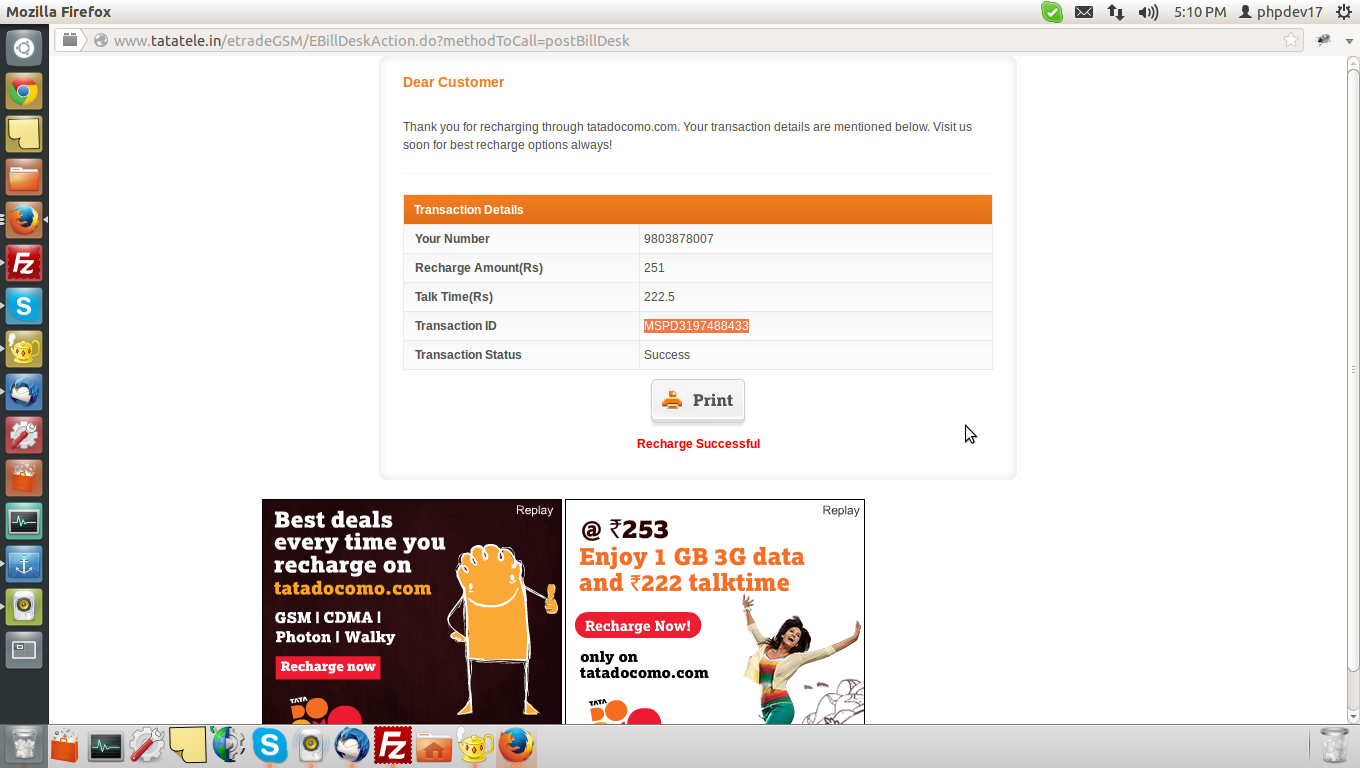 Mozilla Firefox
5:10 PM
phpdev17
www.tatatele.in/etradeGSM/EBillDeskAction.do?methodToCall=postBillDesk
Dear Customer
Thank you for recharging through tatadocomo.com. Your transaction details are mentioned below. Visit us
soon for best recharge options always!
Transaction Details
Your Number 9803878007
Recharge Amount(Rs) 251
Talk Time(Rs) 222.5
Transaction ID MSPD3197488433
Transaction Status Success
Print
Recharge Successful
Replay
Best deals
every time you
recharge on
tatadocomo.com
GSM | CDMA |
Photon | Walky
Recharge now
TATA
Replay
@ ₹253
Enjoy 1 GB 3G data
and ₹222 talktime
Recharge Now!
only on
tatadocomo.com
TATA